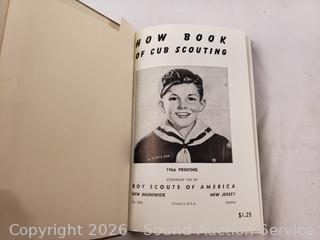 HOW BOOK
OF CUB SCOUTING
1966 PRINTING
BOY SCOUTS OF AMERICA
NEW BRUNSWICK NEW JERSEY
Printed in U.S.A.
$1.25
© 2026 - Sound Auction Service